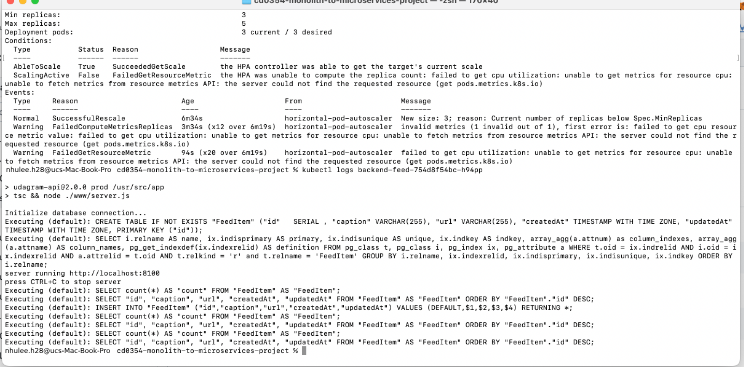 cd0354-monolith-to-microservices-project — -zsh — 170×40
Min replicas: 3
Max replicas: 5
Deployment pods: 3 current / 3 desired
Conditions:
Type Status Reason Message
---- ------ ------ -------
AbleToScale True SucceededGetScale the HPA controller was able to get the target's current scale
ScalingActive False FailedGetResourceMetric the HPA was unable to compute the replica count: failed to get cpu utilization: unable to get metrics for resource cpu:
unable to fetch metrics from resource metrics API: the server could not find the requested resource (get pods.metrics.k8s.io)
Events:
Type Reason Age From Message
---- ------ ---- ---- -------
Normal SuccessfulRescale 6m34s horizontal-pod-autoscaler New size: 3; reason: Current number of replicas below Spec.MinReplicas
Warning FailedComputeMetricsReplicas 3m34s (x12 over 6m19s) horizontal-pod-autoscaler invalid metrics (1 invalid out of 1), first error is: failed to get cpu resour
ce metric value: failed to get cpu utilization: unable to get metrics for resource cpu: unable to fetch metrics from resource metrics API: the server could not find the r
equested resource (get pods.metrics.k8s.io)
Warning FailedGetResourceMetric 94s (x20 over 6m19s) horizontal-pod-autoscaler failed to get cpu utilization: unable to get metrics for resource cpu: unable
to fetch metrics from resource metrics API: the server could not find the requested resource (get pods.metrics.k8s.io)
nhulee.h28@ucs-Mac-Book-Pro cd0354-monolith-to-microservices-project % kubectl logs backend-feed-754d8f54bc-h94pp
> udagram-api@2.0.0 prod /usr/src/app
> tsc && node ./www/server.js
Initialize database connection...
Executing (default): CREATE TABLE IF NOT EXISTS "FeedItem" ("id" SERIAL , "caption" VARCHAR(255), "url" VARCHAR(255), "createdAt" TIMESTAMP WITH TIME ZONE, "updatedAt"
TIMESTAMP WITH TIME ZONE, PRIMARY KEY ("id"));
Executing (default): SELECT i.relname AS name, ix.indisprimary AS primary, ix.indisunique AS unique, ix.indkey AS indkey, array_agg(a.attnum) as column_indexes, array_agg
(a.attname) AS column_names, pg_get_indexdef(ix.indexrelid) AS definition FROM pg_class t, pg_class i, pg_index ix, pg_attribute a WHERE t.oid = ix.indrelid AND i.oid = i
x.indexrelid AND a.attrelid = t.oid AND t.relkind = 'r' and t.relname = 'FeedItem' GROUP BY i.relname, ix.indexrelid, ix.indisprimary, ix.indisunique, ix.indkey ORDER BY
i.relname;
server running http://localhost:8100
press CTRL+C to stop server
Executing (default): SELECT count(*) AS "count" FROM "FeedItem" AS "FeedItem";
Executing (default): SELECT "id", "caption", "url", "createdAt", "updatedAt" FROM "FeedItem" AS "FeedItem" ORDER BY "FeedItem"."id" DESC;
Executing (default): INSERT INTO "FeedItem" ("id","caption","url","createdAt","updatedAt") VALUES (DEFAULT,$1,$2,$3,$4) RETURNING *;
Executing (default): SELECT count(*) AS "count" FROM "FeedItem" AS "FeedItem";
Executing (default): SELECT "id", "caption", "url", "createdAt", "updatedAt" FROM "FeedItem" AS "FeedItem" ORDER BY "FeedItem"."id" DESC;
Executing (default): SELECT count(*) AS "count" FROM "FeedItem" AS "FeedItem";
Executing (default): SELECT "id", "caption", "url", "createdAt", "updatedAt" FROM "FeedItem" AS "FeedItem" ORDER BY "FeedItem"."id" DESC;
nhulee.h28@ucs-Mac-Book-Pro cd0354-monolith-to-microservices-project %